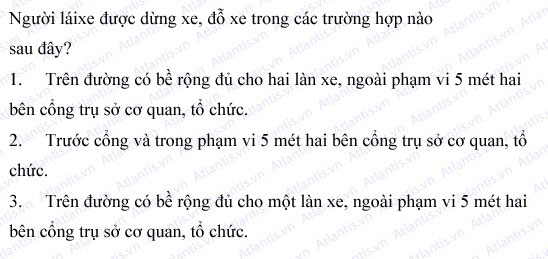 Người láixe được dừng xe, đỗ xe trong các trường hợp nào
sau đây?
1. Trên đường có bề rộng đủ cho hai làn xe, ngoài phạm vi 5 mét hai
bên cổng trụ sở cơ quan, tổ chức.
2. Trước cổng và trong phạm vi 5 mét hai bên cổng trụ sở cơ quan, tổ
chức.
3. Trên đường có bề rộng đủ cho một làn xe, ngoài phạm vi 5 mét hai
bên cổng trụ sở cơ quan, tổ chức.